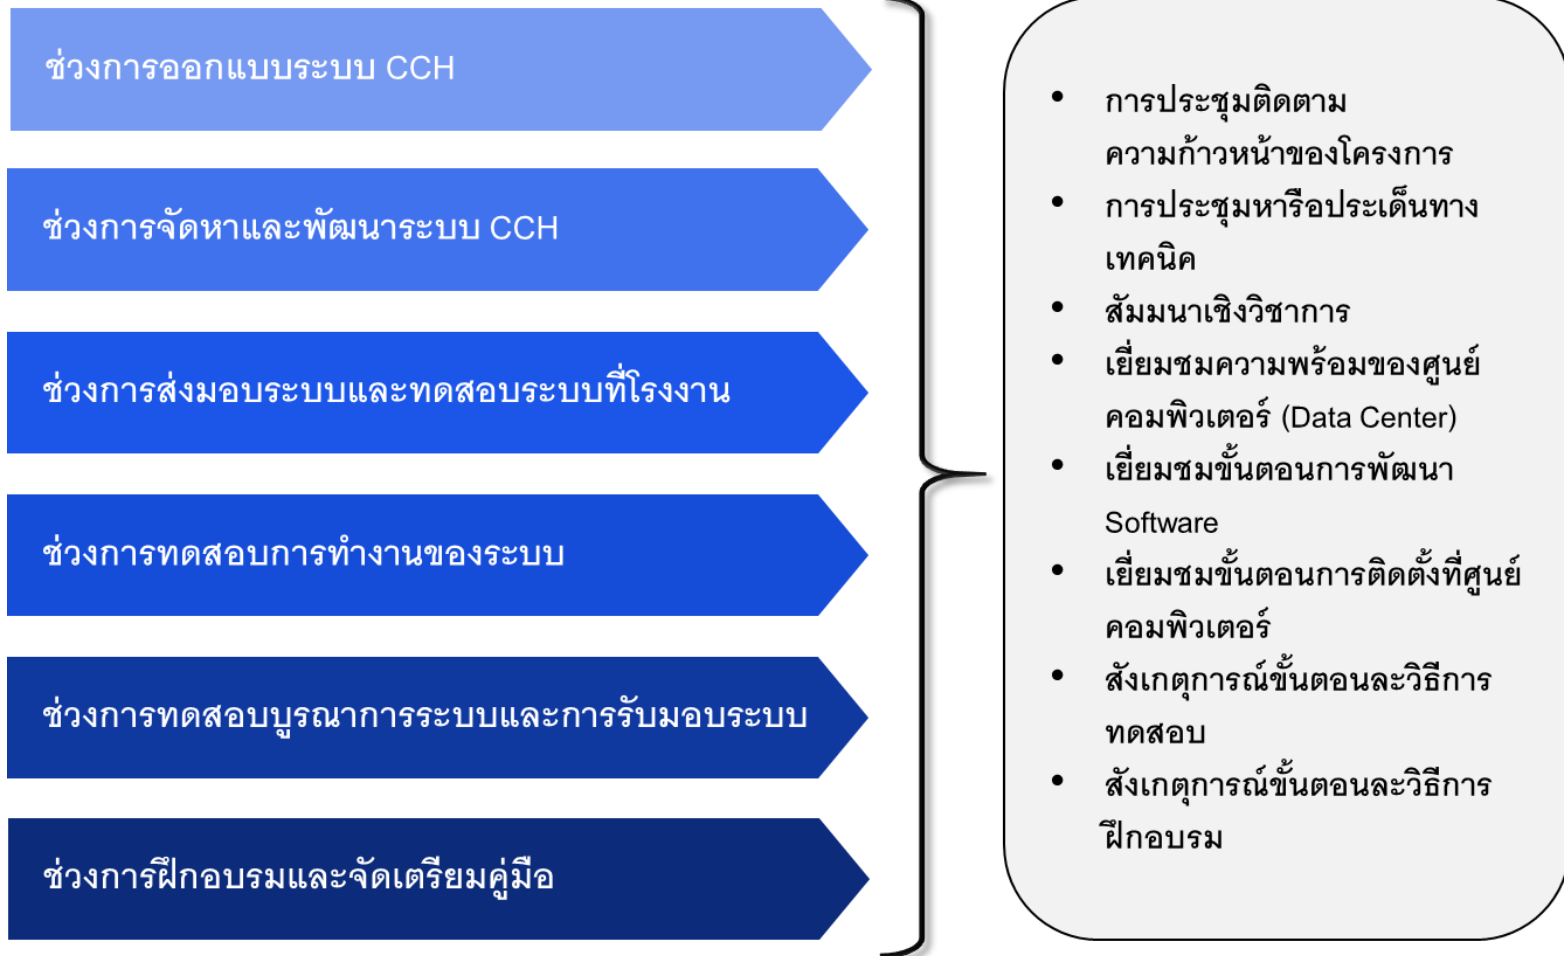 ช่วงการออกแบบระบบ CCH
ช่วงการจัดหาและพัฒนาระบบ CCH
ช่วงการส่งมอบระบบและทดสอบระบบที่โรงงาน
ช่วงการทดสอบการทำงานของระบบ
ช่วงการทดสอบบูรณาการระบบและการรับมอบระบบ
ช่วงการฝึกอบรมและจัดเตรียมคู่มือ
• การประชุมติดตาม
ความก้าวหน้าของโครงการ
• การประชุมหารือประเด็นทาง
เทคนิค
• สัมมนาเชิงวิชาการ
• เยี่ยมชมความพร้อมของศูนย์
คอมพิวเตอร์ (Data Center)
• เยี่ยมชมขั้นตอนการพัฒนา
Software
• เยี่ยมชมขั้นตอนการติดตั้งที่ศูนย์
คอมพิวเตอร์
• สังเกตุการณ์ขั้นตอนละวิธีการ
ทดสอบ
• สังเกตุการณ์ขั้นตอนละวิธีการ
ฝึกอบรม